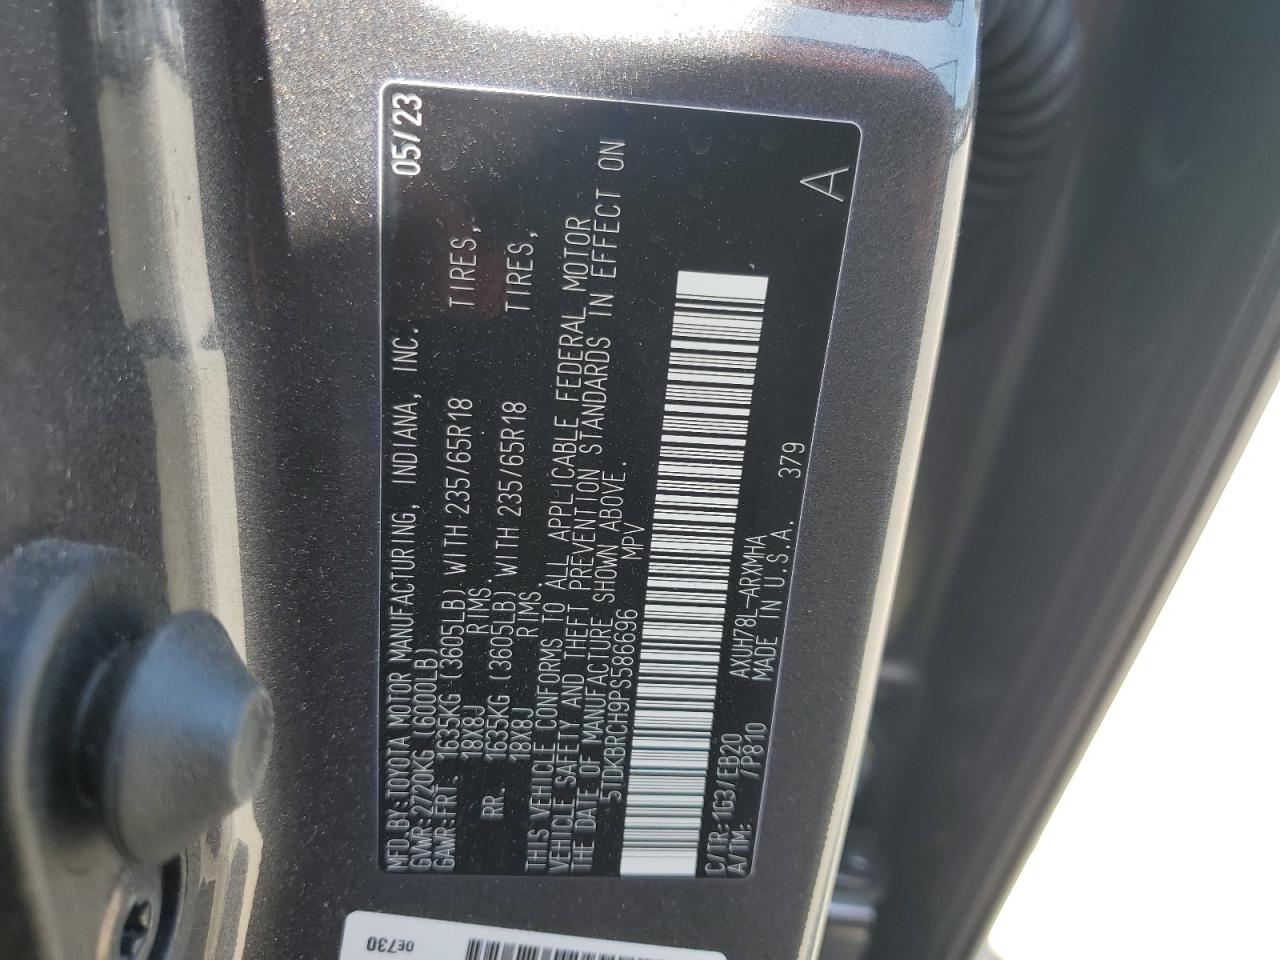 MFD.BY:TOYOTA MOTOR MANUFACTURING, INDIANA, INC. 05/23
GVWR:2720KG (6000LB)
GAWR:FRT. 1635KG (3605LB) WITH 235/65R18 TIRES,
18X8J RIMS.
RR. 1635KG (3605LB) WITH 235/65R18 TIRES,
18X8J RIMS.
THIS VEHICLE CONFORMS TO ALL APPLICABLE FEDERAL MOTOR
VEHICLE SAFETY AND THEFT PREVENTION STANDARDS IN EFFECT ON
THE DATE OF MANUFACTURE SHOWN ABOVE.
5TDKBRCH9PS586696 MPV
C/TR:1G3/EB20 AXUH78L-ARXMHA
A/TM: /P810 MADE IN U.S.A. 379
A
0E730